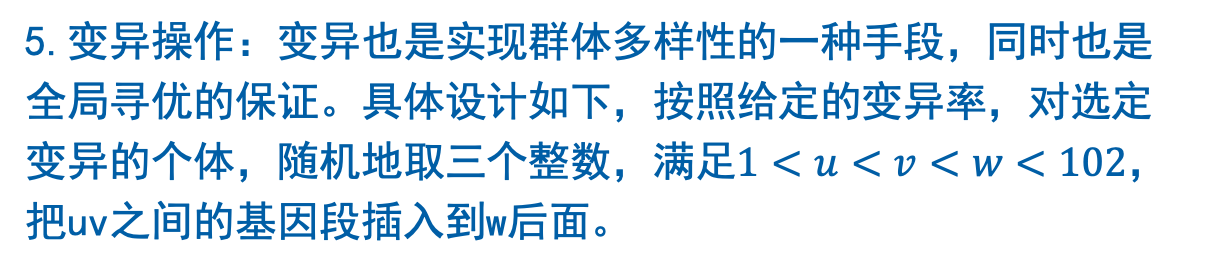 5. 变异操作：变异也是实现群体多样性的一种手段，同时也是
全局寻优的保证。具体设计如下，按照给定的变异率，对选定
变异的个体，随机地取三个整数，满足1 < u < v < w < 102，
把uv之间的基因段插入到w后面。